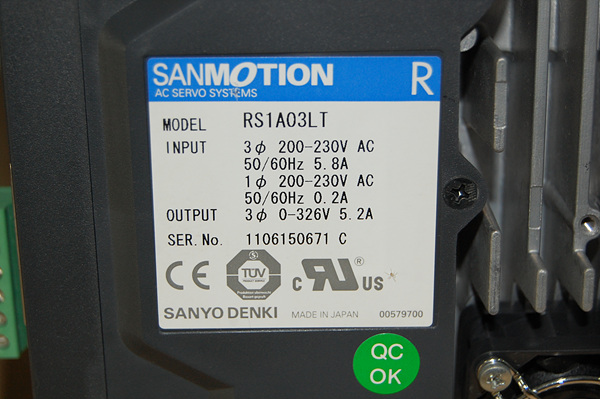 SANMOTION R
AC SERVO SYSTEMS
MODEL RS1A03LT
INPUT 3φ 200-230V AC
50/60Hz 5.8A
1φ 200-230V AC
50/60Hz 0.2A
OUTPUT 3φ 0-326V 5.2A
SER. No. 1106150671 C
CE TÜV c RU ® US
SANYO DENKI MADE IN JAPAN 00579700
QC
OK